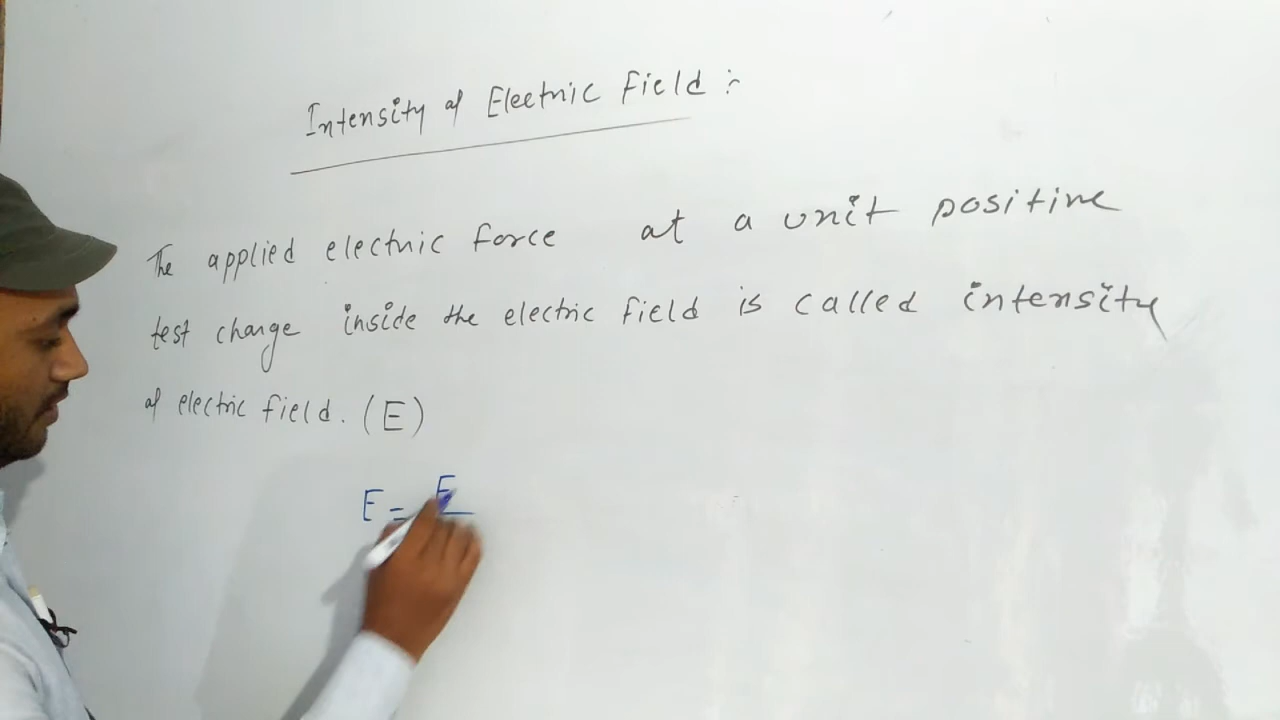 Intensity of Electric Field :-
The applied electric force at a unit positive
test charge inside the electric field is called intensity
of electric field. (E)
E = F